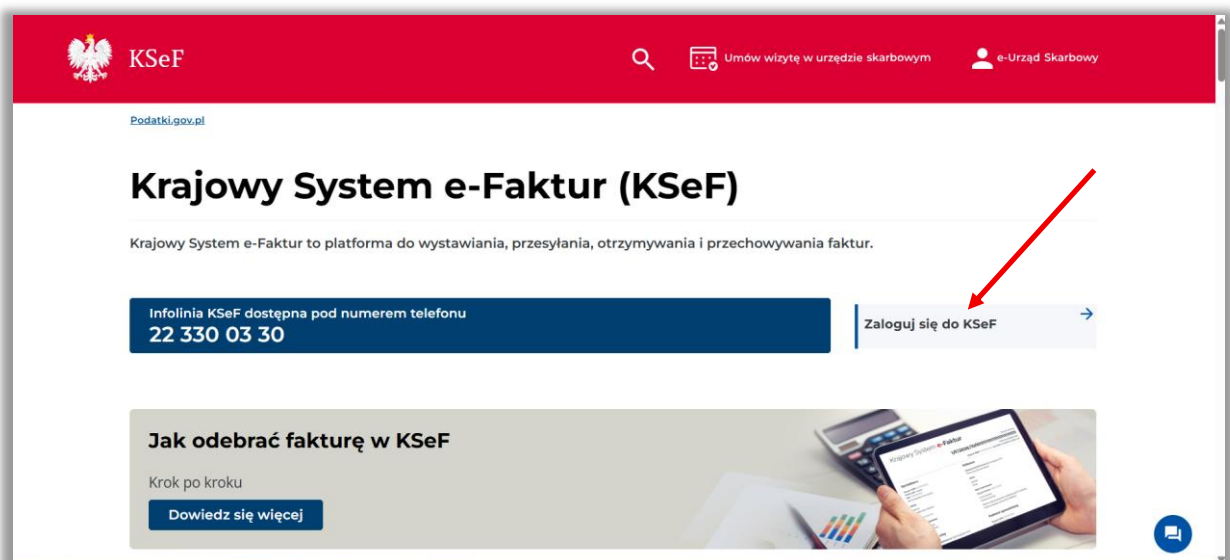 KSeF
Umów wizytę w urzędzie skarbowym
e-Urząd Skarbowy
Podatki.gov.pl
Krajowy System e-Faktur (KSeF)
Krajowy System e-Faktur to platforma do wystawiania, przesyłania, otrzymywania i przechowywania faktur.
Infolinia KSeF dostępna pod numerem telefonu
22 330 03 30
Zaloguj się do KSeF
Jak odebrać fakturę w KSeF
Krok po kroku
Dowiedz się więcej
Krajowy System e-Faktur